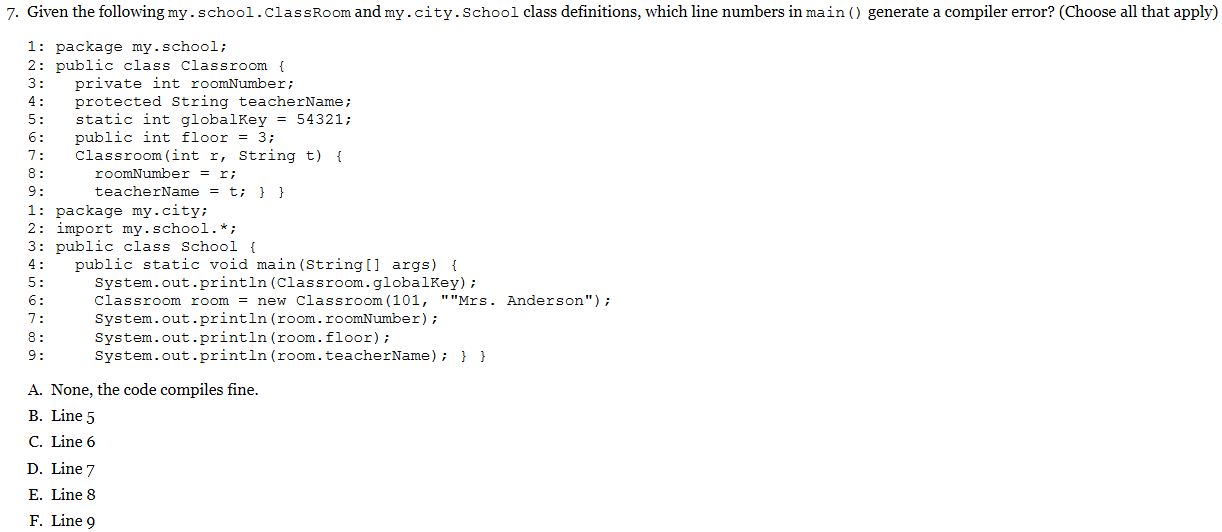 7. Given the following my.school.ClassRoom and my.city.School class definitions, which line numbers in main() generate a compiler error? (Choose all that apply)
1: package my.school;
2: public class Classroom {
3: private int roomNumber;
4: protected String teacherName;
5: static int globalKey = 54321;
6: public int floor = 3;
7: Classroom(int r, String t) {
8: roomNumber = r;
9: teacherName = t; } }
1: package my.city;
2: import my.school.*;
3: public class School {
4: public static void main(String[] args) {
5: System.out.println(Classroom.globalKey);
6: Classroom room = new Classroom(101, ""Mrs. Anderson");
7: System.out.println(room.roomNumber);
8: System.out.println(room.floor);
9: System.out.println(room.teacherName); } }
A. None, the code compiles fine.
B. Line 5
C. Line 6
D. Line 7
E. Line 8
F. Line 9